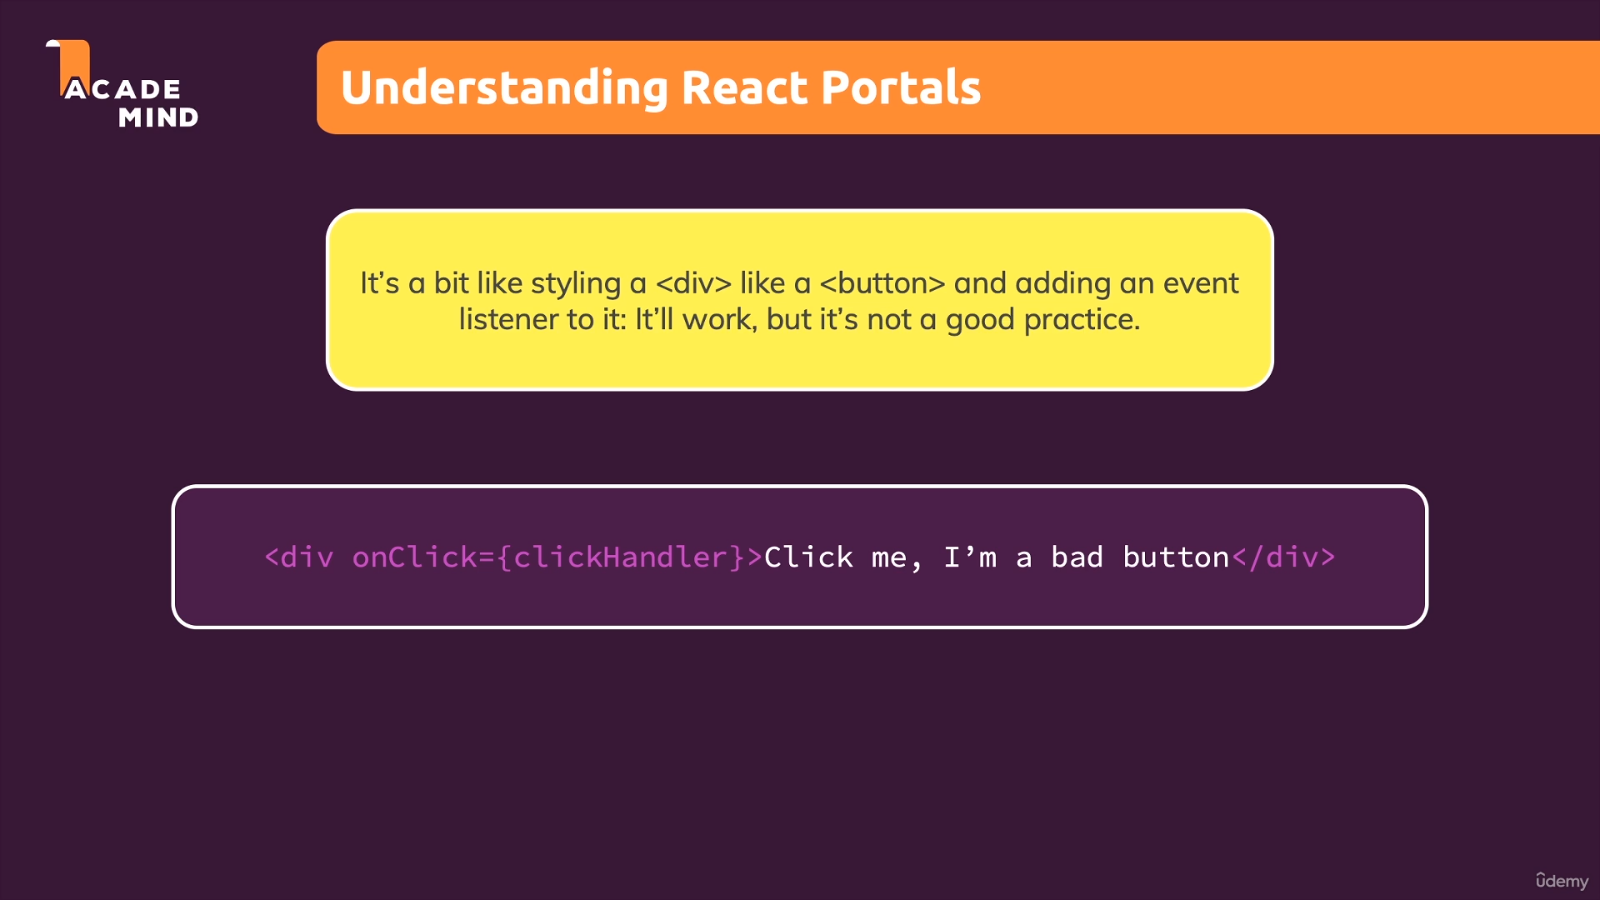 ACADE
MIND
Understanding React Portals
It’s a bit like styling a <div> like a <button> and adding an event
listener to it: It’ll work, but it’s not a good practice.
<div onClick={clickHandler}>Click me, I’m a bad button</div>
ûdemy